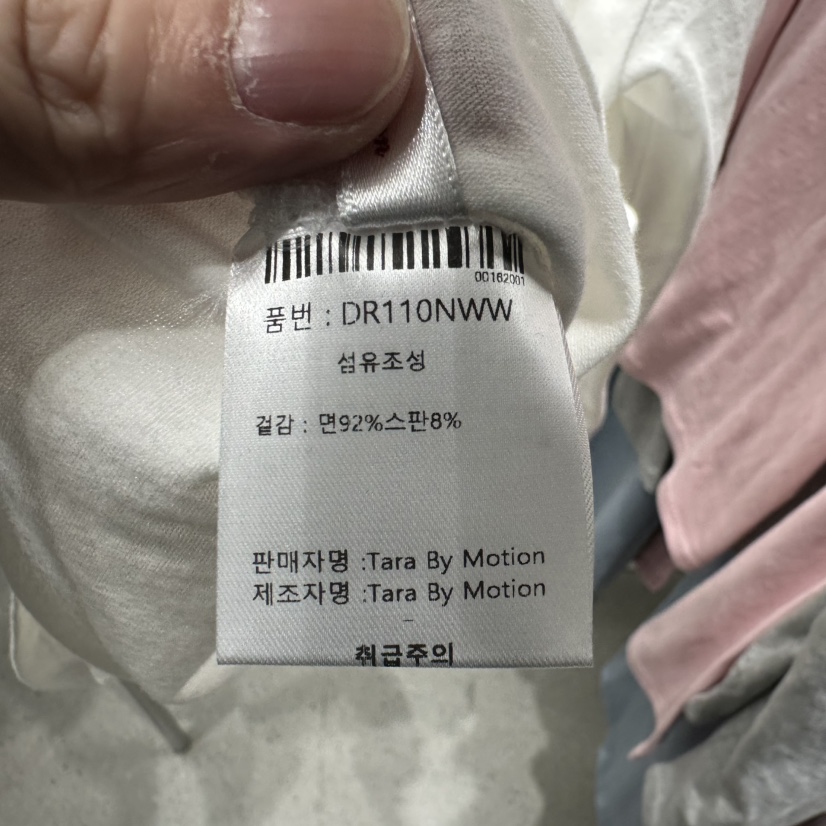 00162001
품번 : DR110NWW
섬유조성
겉감 : 면92%스판8%
판매자명 :Tara By Motion
제조자명 :Tara By Motion
취급주의